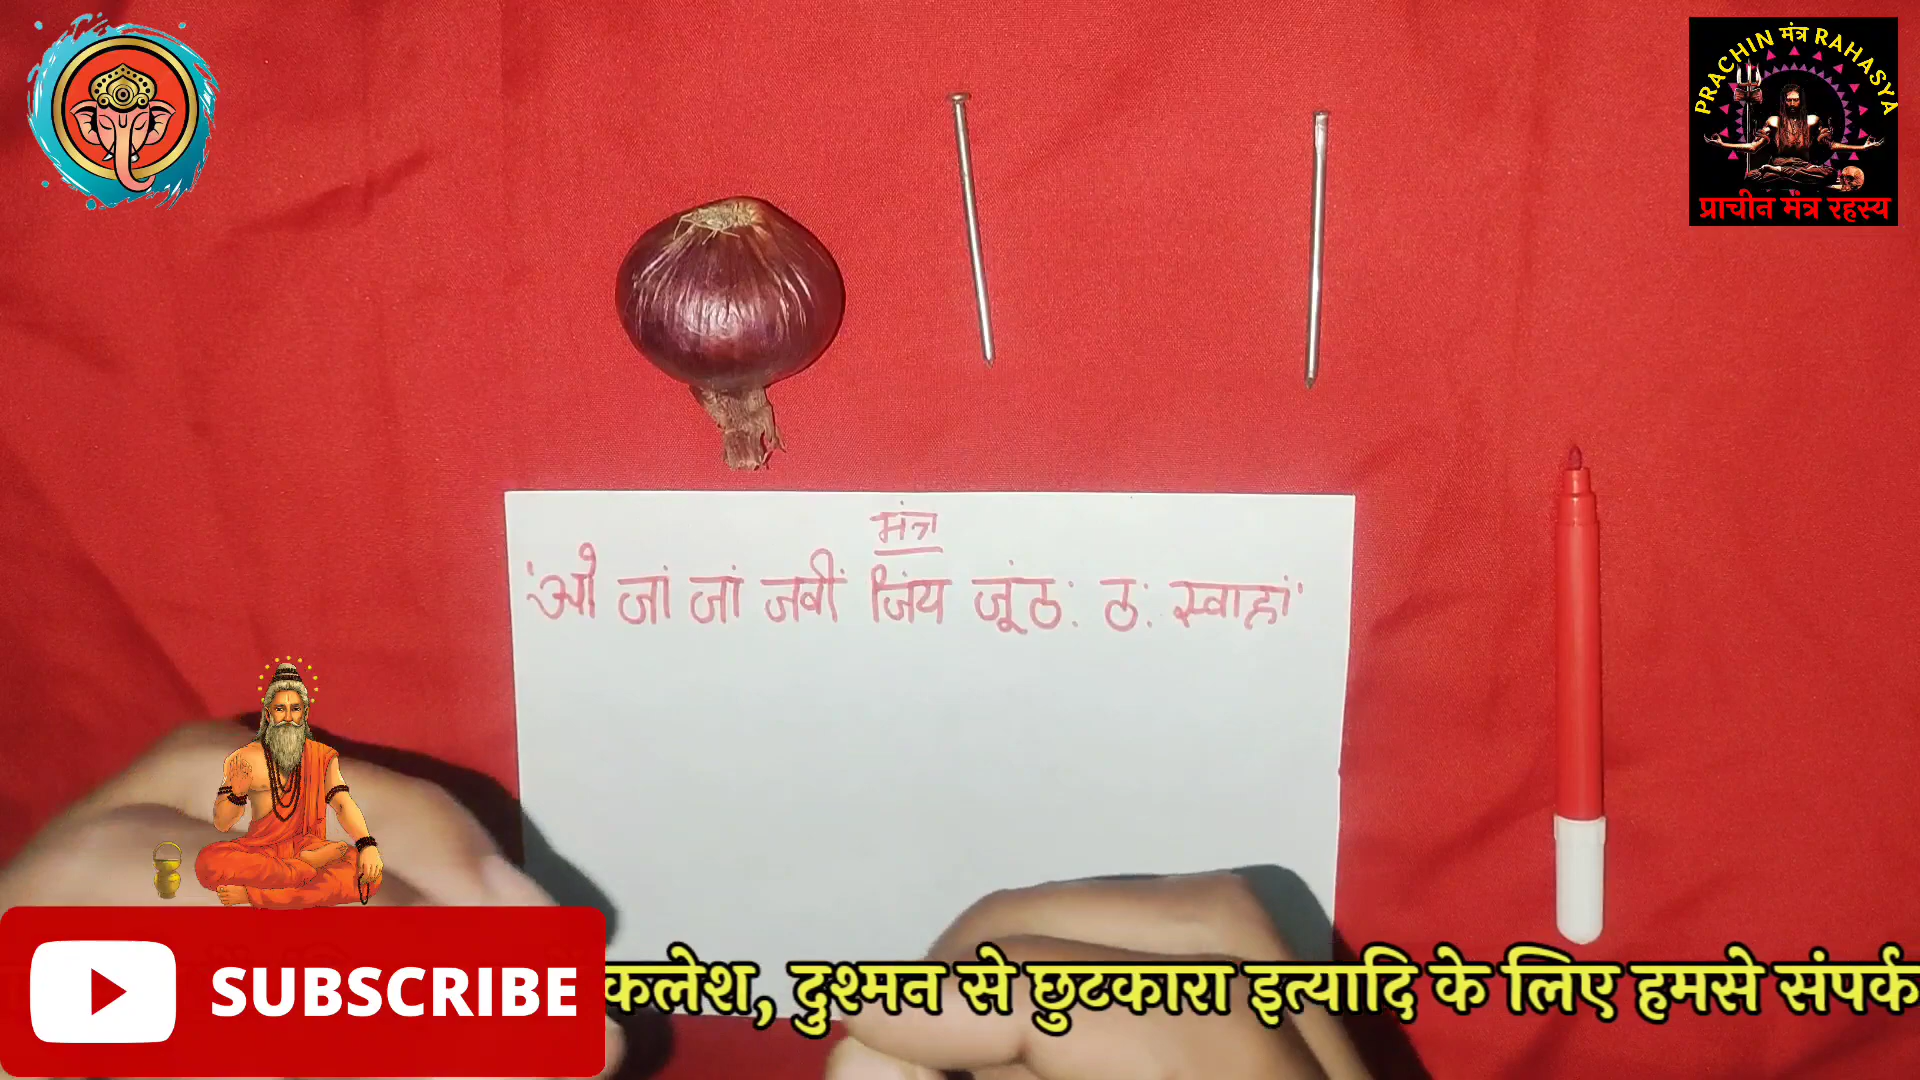 PRACHIN मंत्र RAHASYA
प्राचीन मंत्र रहस्य
मंत्र
'ओ जां जां जवीं जिंय जूं ठः ठः स्वाहां'
SUBSCRIBE
कलेश, दुश्मन से छुटकारा इत्यादि के लिए हमसे संपर्क